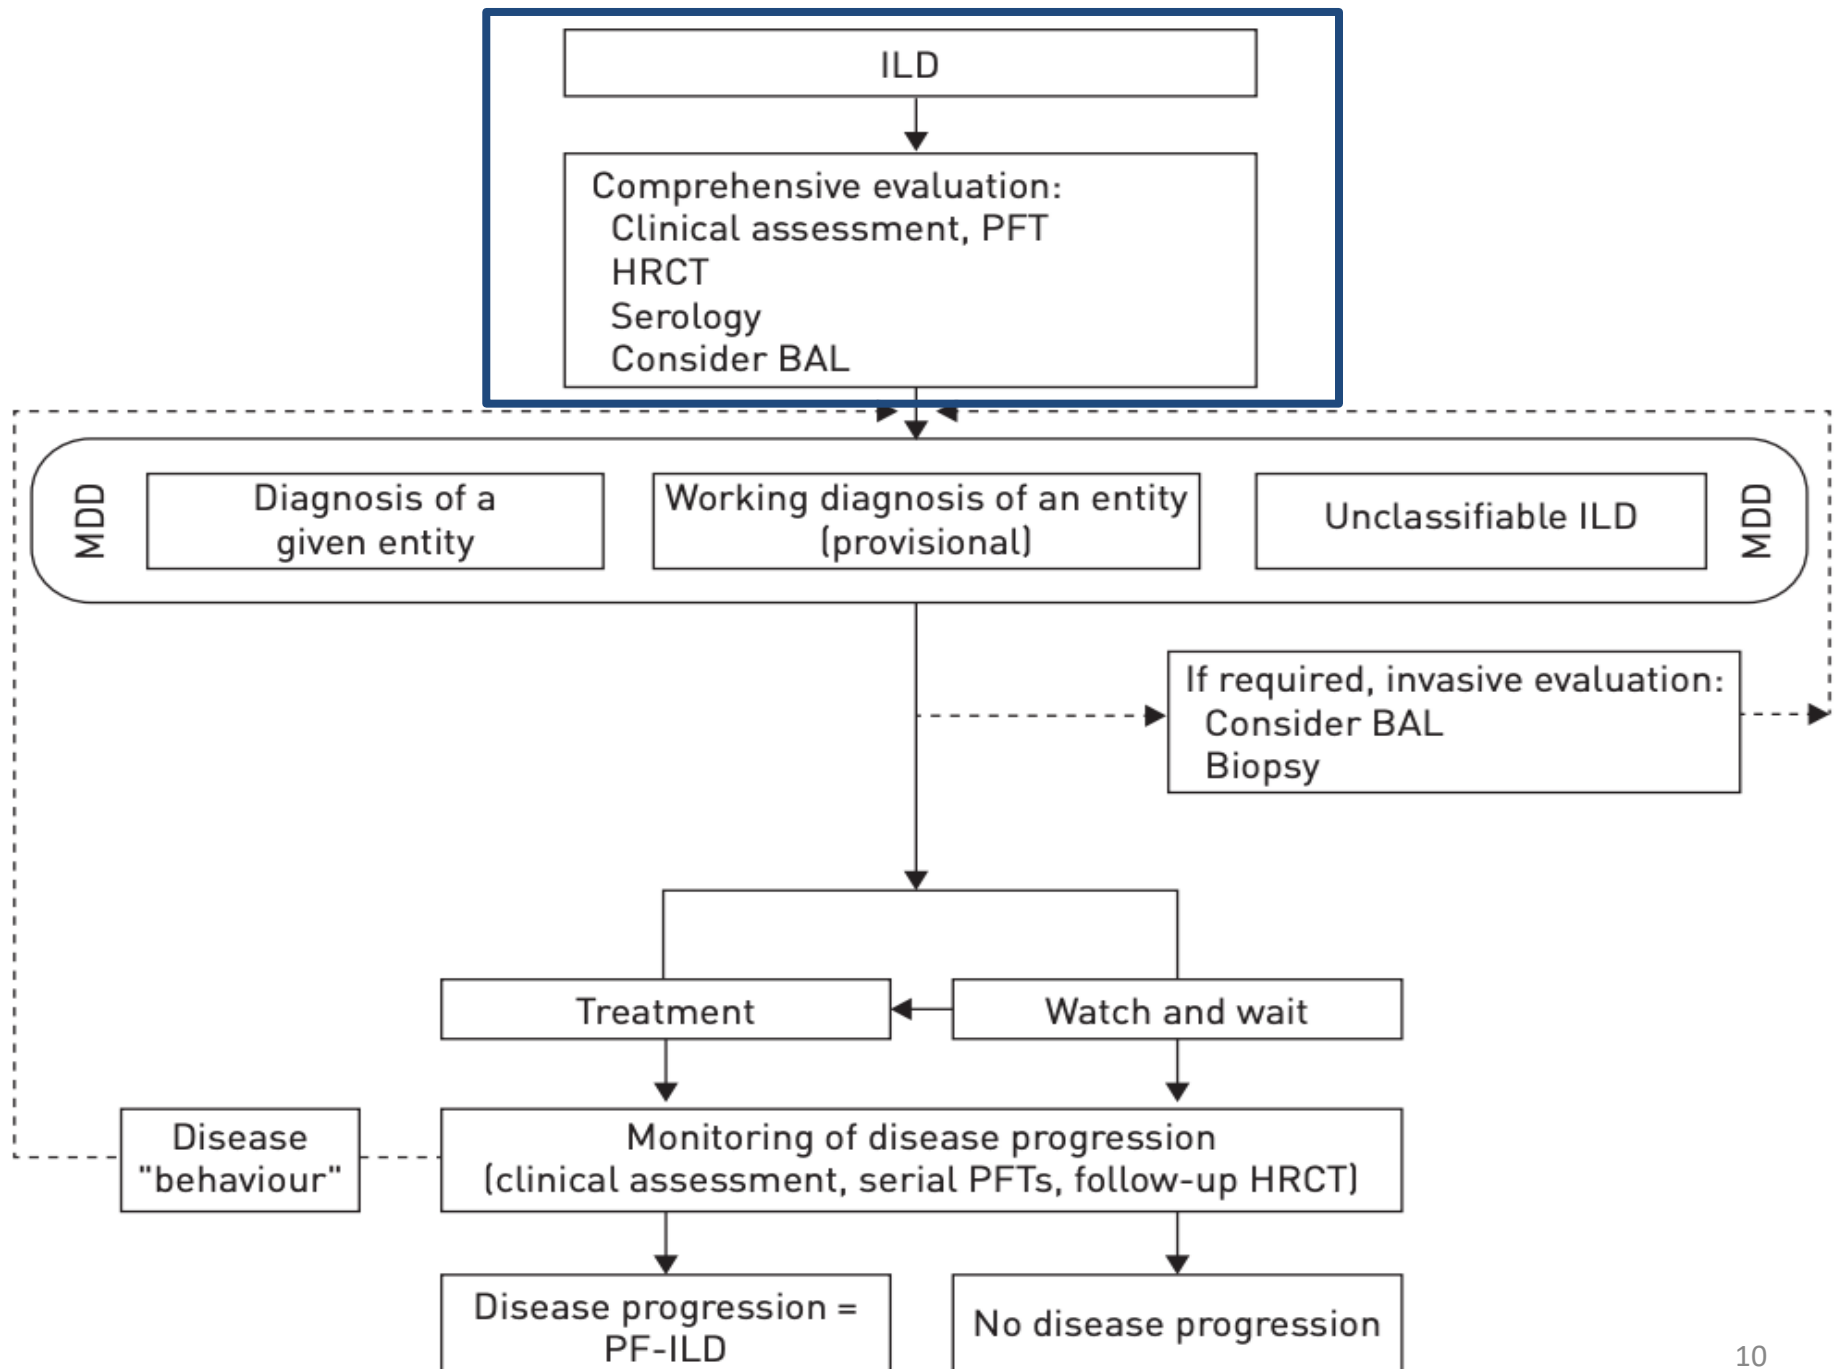 ILD
Comprehensive evaluation:
Clinical assessment, PFT
HRCT
Serology
Consider BAL
MDD
Diagnosis of a
given entity
Working diagnosis of an entity
(provisional)
Unclassifiable ILD
MDD
If required, invasive evaluation:
Consider BAL
Biopsy
Treatment
Watch and wait
Disease
"behaviour"
Monitoring of disease progression
(clinical assessment, serial PFTs, follow-up HRCT)
Disease progression =
PF-ILD
No disease progression
10